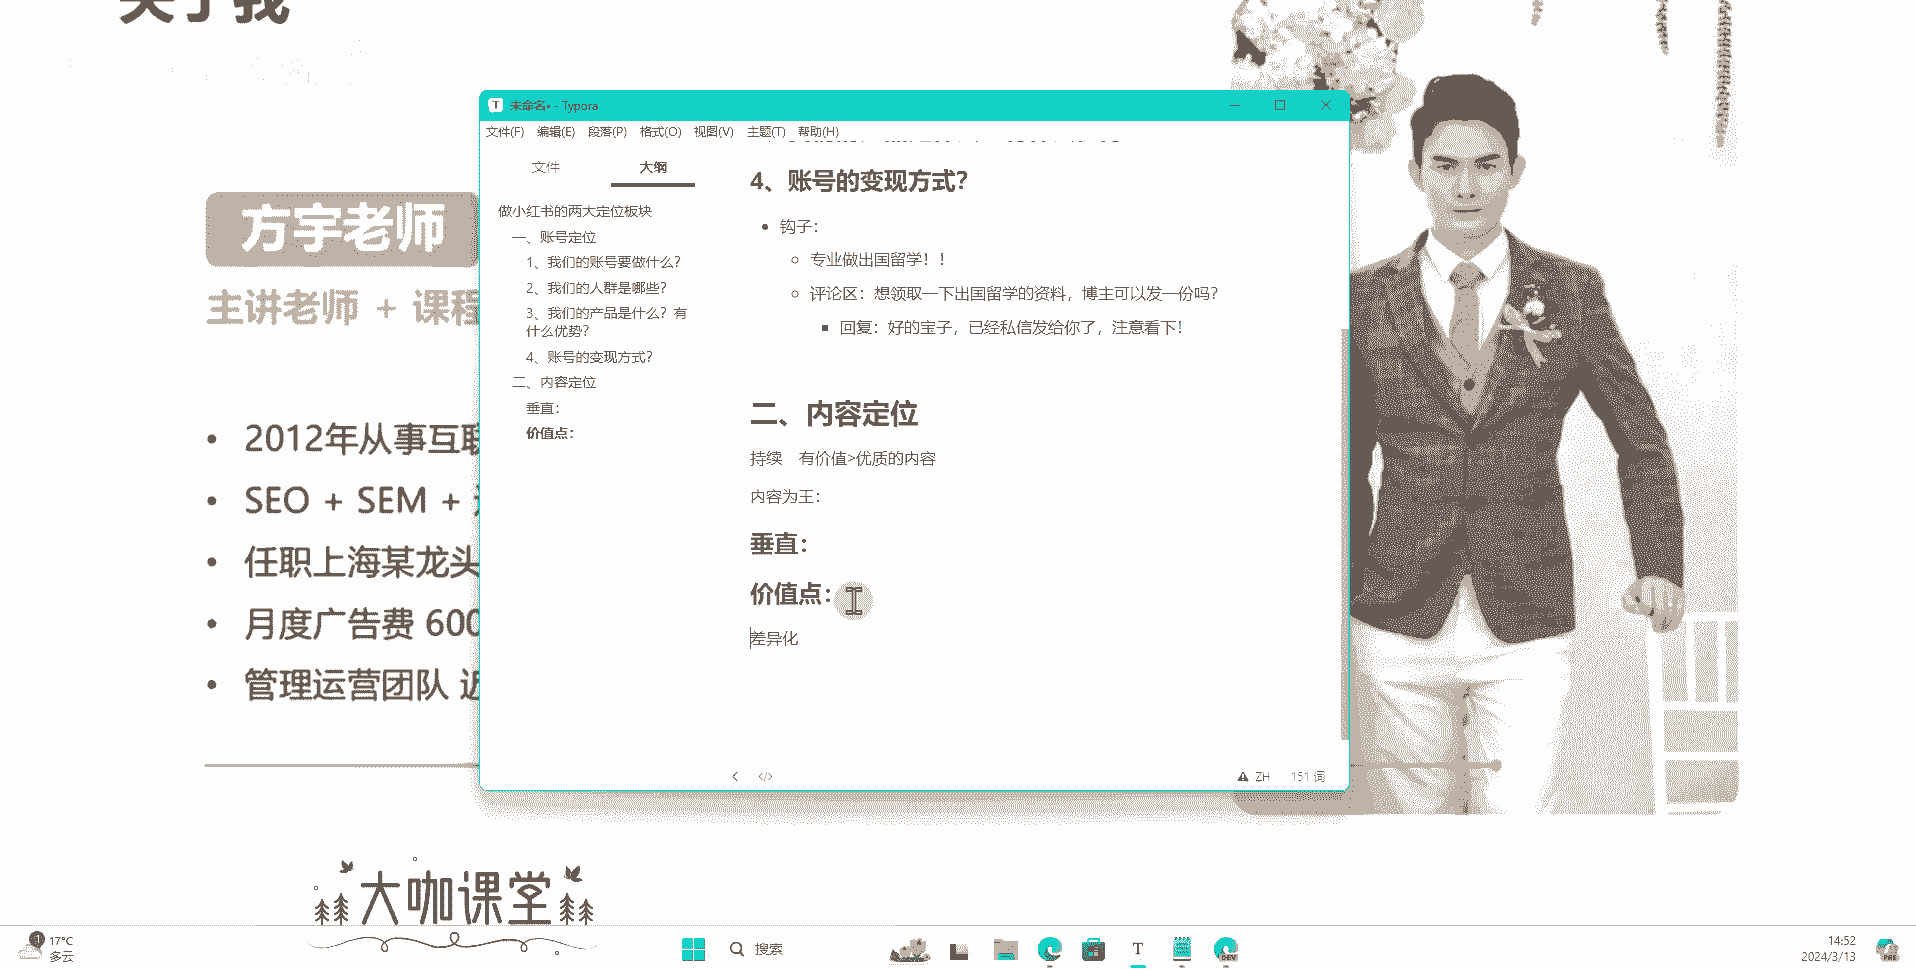 关于我
方宇老师
主讲老师 + 课程
• 2012年从事互联
• SEO + SEM +
• 任职上海某龙头
• 月度广告费 600
• 管理运营团队 近
大咖课堂
未命名• - Typora
文件(F) 编辑(E) 段落(P) 格式(O) 视图(V) 主题(T) 帮助(H)
文件 大纲
做小红书的两大定位板块
一、账号定位
1、我们的账号要做什么？
2、我们的人群是哪些？
3、我们的产品是什么？有
什么优势？
4、账号的变现方式？
二、内容定位
垂直：
价值点：
4、账号的变现方式？
• 钩子：
○ 专业做出国留学！！
○ 评论区：想领取一下出国留学的资料，博主可以发一份吗？
▪ 回复：好的宝子，已经私信发给你了，注意看下！
二、内容定位
持续 有价值>优质的内容
内容为王：
垂直：
价值点：
差异化
</> ZH 151 词
1
17°C
多云
搜索
T
DEV
14:52
2024/3/13
PRE